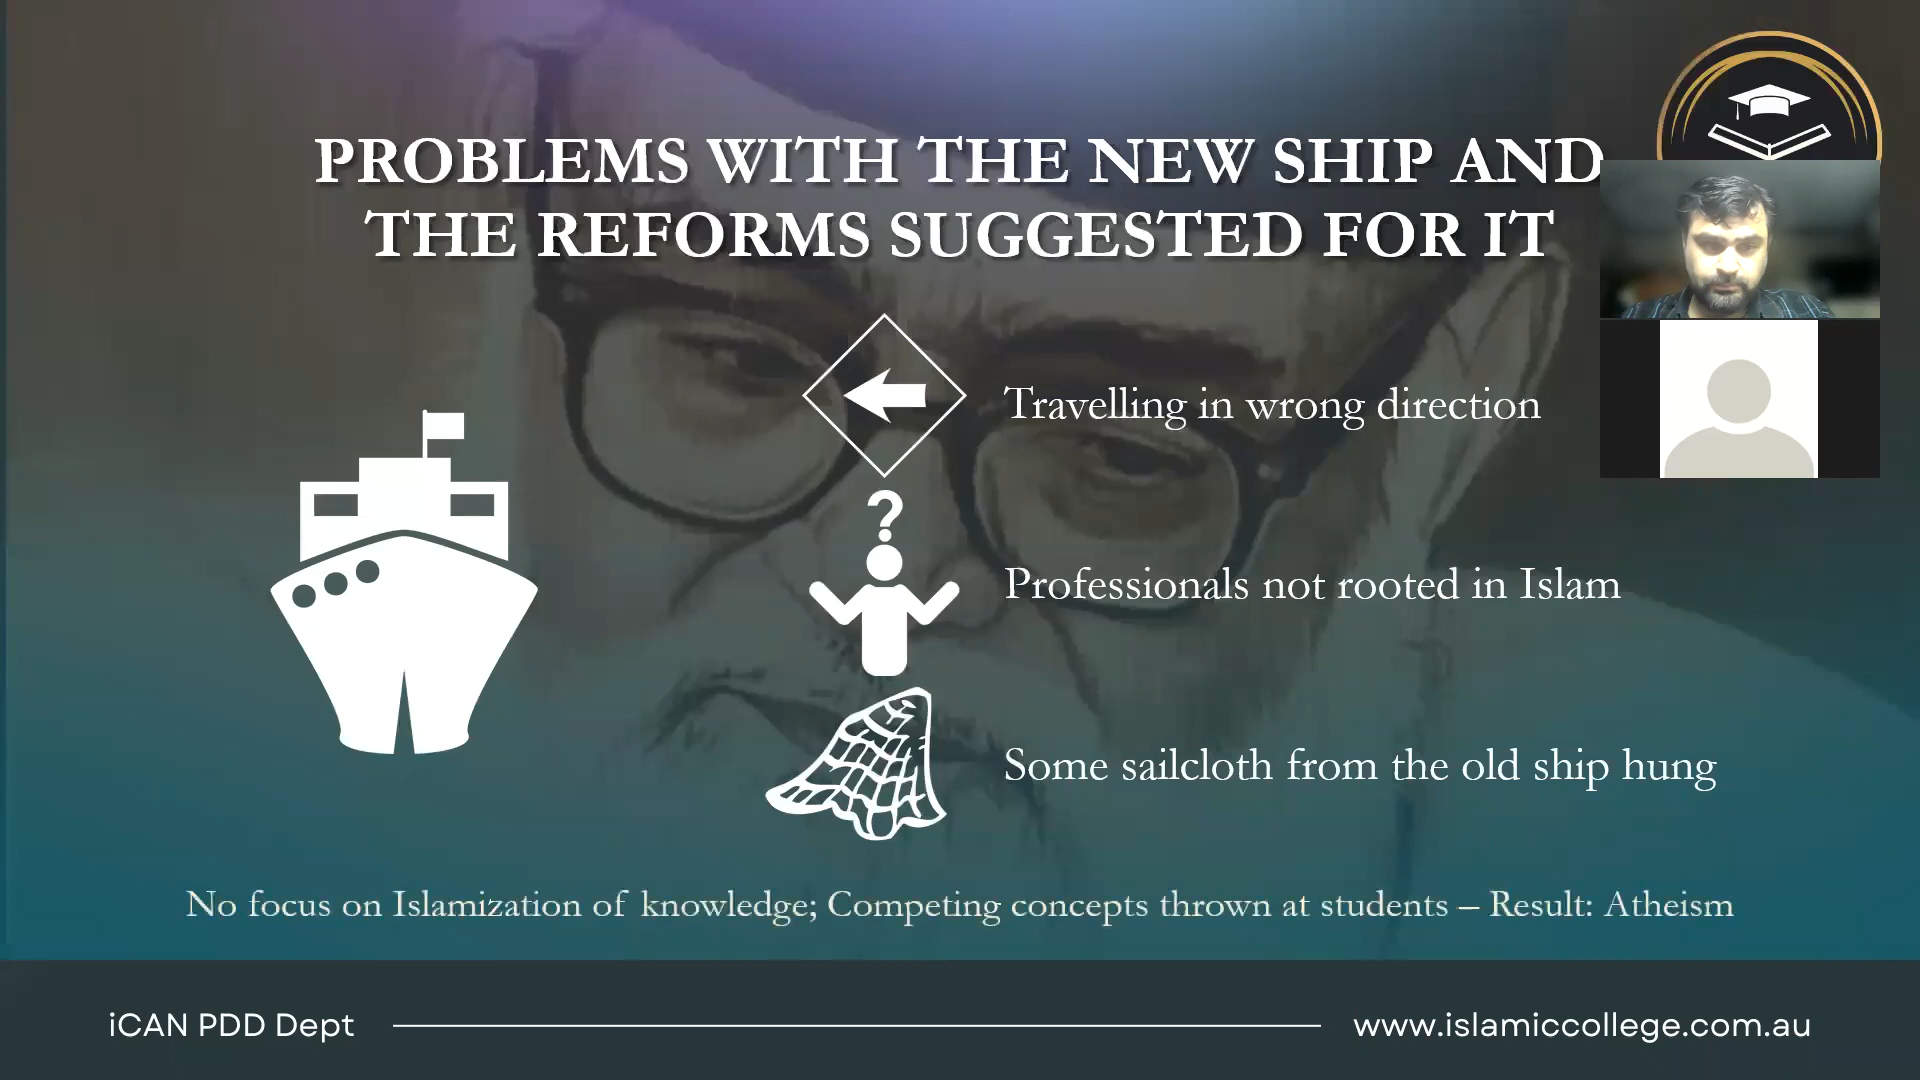 PROBLEMS WITH THE NEW SHIP AND
THE REFORMS SUGGESTED FOR IT
Travelling in wrong direction
?
Professionals not rooted in Islam
Some sailcloth from the old ship hung
No focus on Islamization of knowledge; Competing concepts thrown at students – Result: Atheism
iCAN PDD Dept
www.islamiccollege.com.au